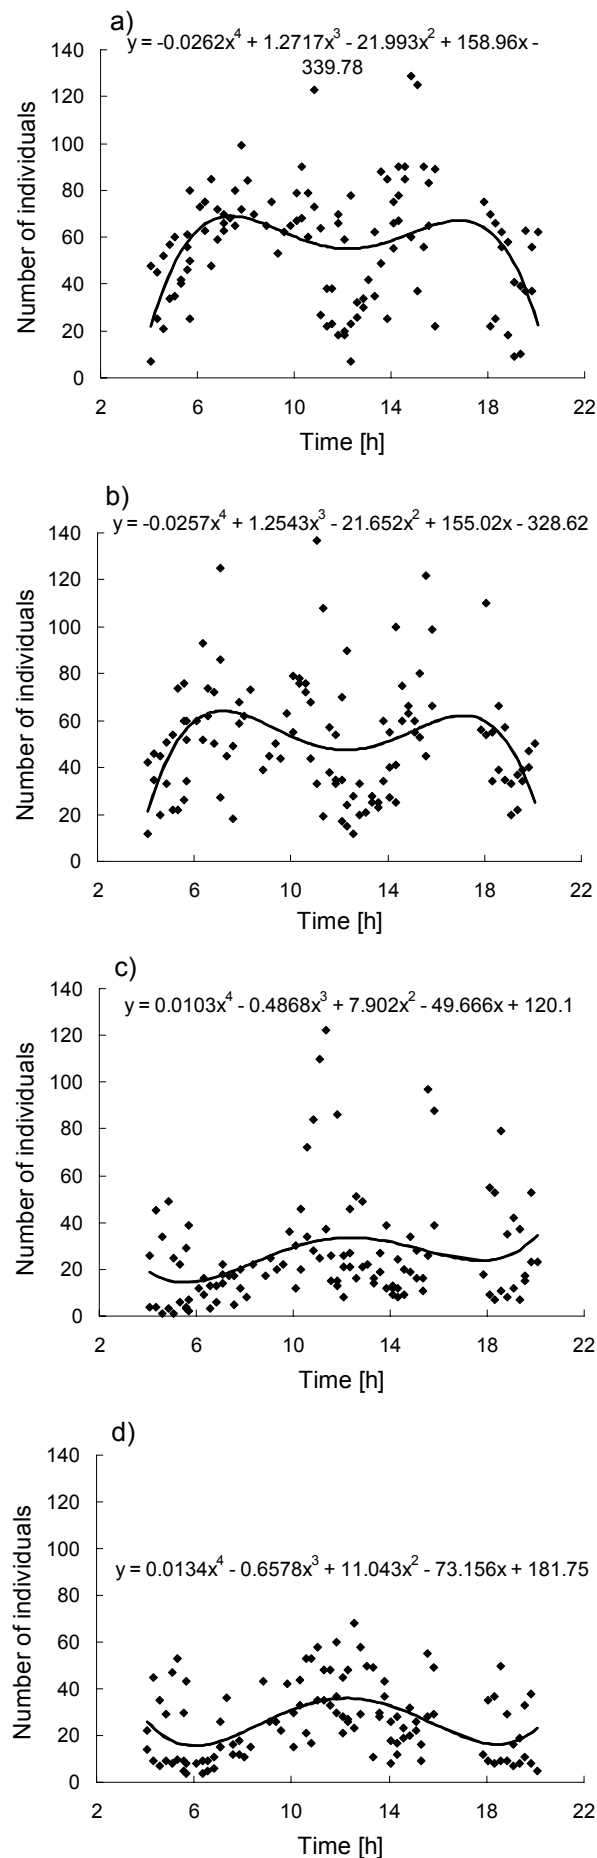 a)
y = -0.0262x⁴ + 1.2717x³ - 21.993x² + 158.96x -
339.78
140
120
100
80
60
40
20
0
Number of individuals
2 6 10 14 18 22
Time [h]
b)
y = -0.0257x⁴ + 1.2543x³ - 21.652x² + 155.02x - 328.62
140
120
100
80
60
40
20
0
Number of individuals
2 6 10 14 18 22
Time [h]
c)
y = 0.0103x⁴ - 0.4868x³ + 7.902x² - 49.666x + 120.1
140
120
100
80
60
40
20
0
Number of individuals
2 6 10 14 18 22
Time [h]
d)
y = 0.0134x⁴ - 0.6578x³ + 11.043x² - 73.156x + 181.75
140
120
100
80
60
40
20
0
Number of individuals
2 6 10 14 18 22
Time [h]